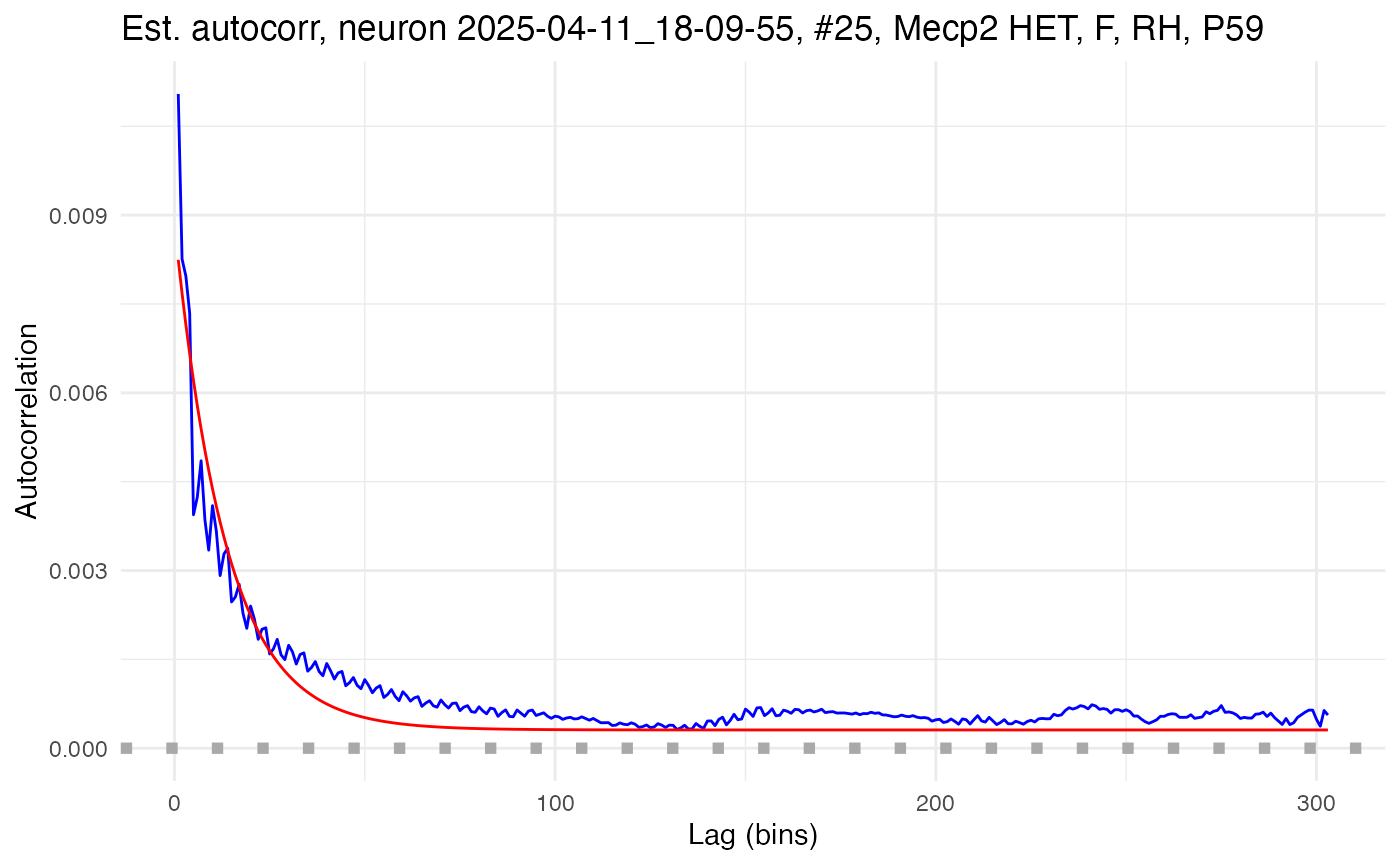 Est. autocorr, neuron 2025-04-11_18-09-55, #25, Mecp2 HET, F, RH, P59
Autocorrelation
0.009
0.006
0.003
0.000
0
100
200
300
Lag (bins)